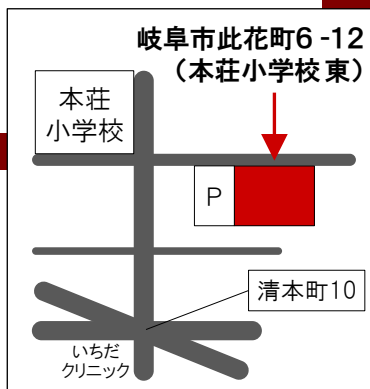 岐阜市此花町6-12
（本荘小学校東）
本荘
小学校
P
清本町10
いちだ
クリニック